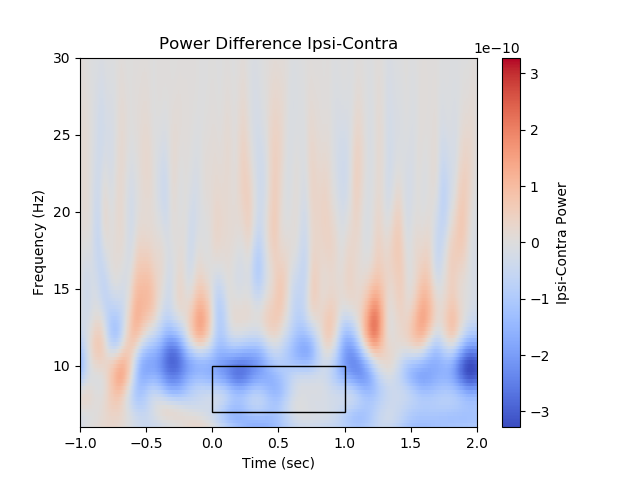 Power Difference Ipsi-Contra
1e−10
30
25
20
15
10
Frequency (Hz)
−1.0 −0.5 0.0 0.5 1.0 1.5 2.0
Time (sec)
3
2
1
0
−1
−2
−3
Ipsi-Contra Power